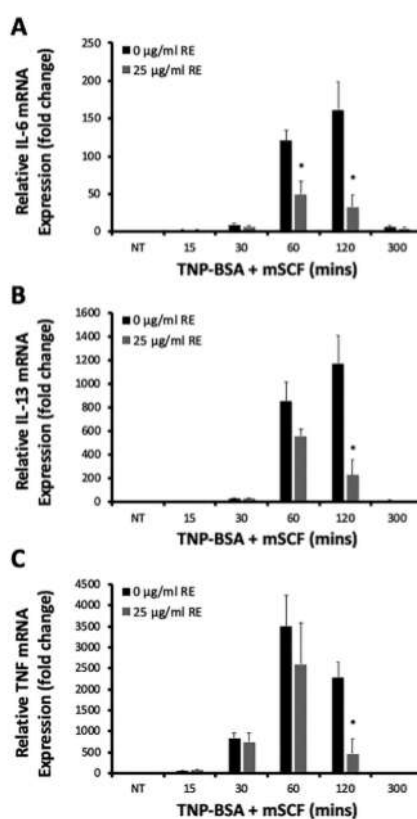 A
Relative IL-6 mRNA
Expression (fold change)
250
200
150
100
50
0
0 µg/ml RE
25 µg/ml RE
*
*
NT 15 30 60 120 300
TNP-BSA + mSCF (mins)
B
Relative IL-13 mRNA
Expression (fold change)
1600
1400
1200
1000
800
600
400
200
0
0 µg/ml RE
25 µg/ml RE
*
NT 15 30 60 120 300
TNP-BSA + mSCF (mins)
C
Relative TNF mRNA
Expression (fold change)
4500
4000
3500
3000
2500
2000
1500
1000
500
0
0 µg/ml RE
25 µg/ml RE
*
NT 15 30 60 120 300
TNP-BSA + mSCF (mins)